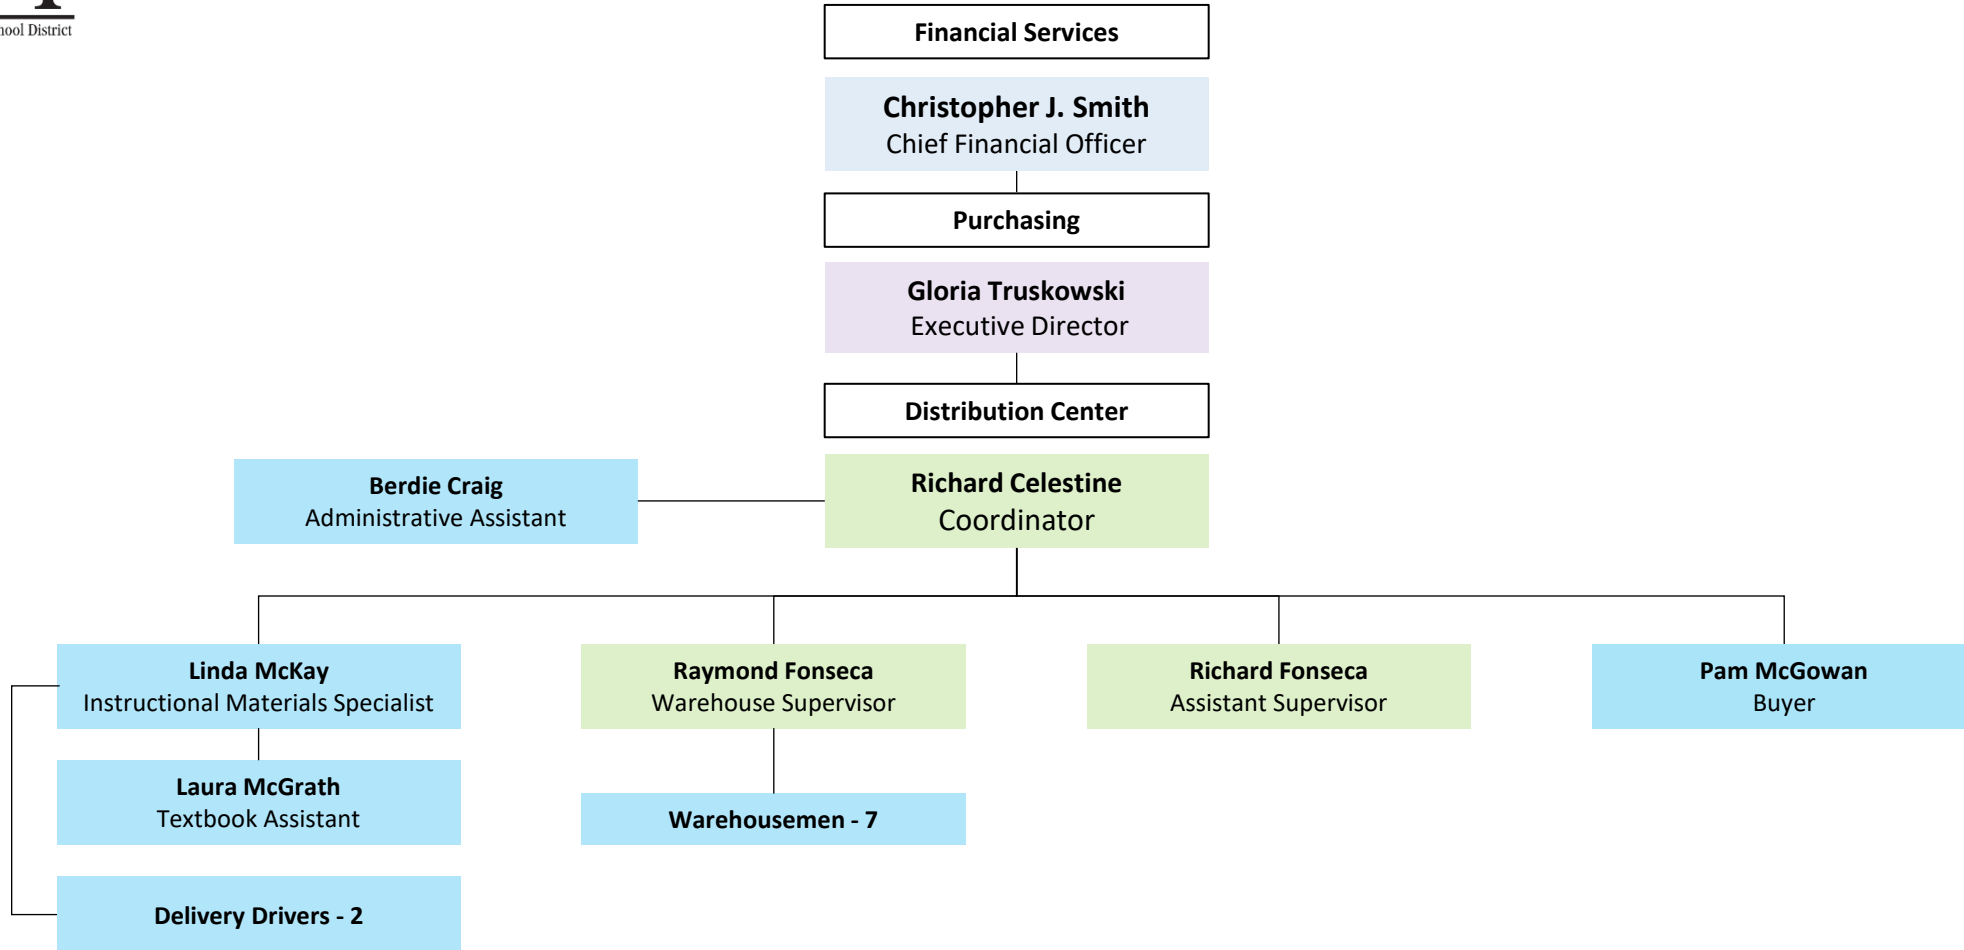 School District
Financial Services
Christopher J. Smith
Chief Financial Officer
Purchasing
Gloria Truskowski
Executive Director
Distribution Center
Berdie Craig
Administrative Assistant
Richard Celestine
Coordinator
Linda McKay
Instructional Materials Specialist
Raymond Fonseca
Warehouse Supervisor
Richard Fonseca
Assistant Supervisor
Pam McGowan
Buyer
Laura McGrath
Textbook Assistant
Warehousemen - 7
Delivery Drivers - 2